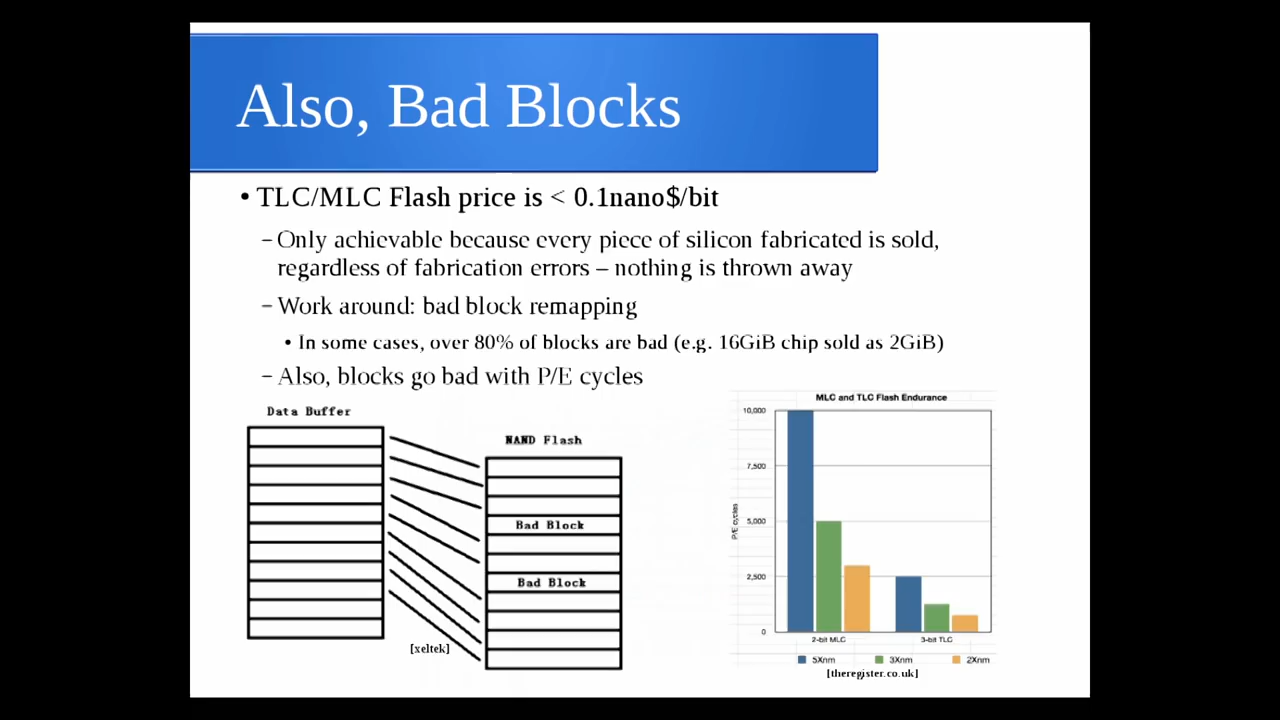 Also, Bad Blocks
• TLC/MLC Flash price is < 0.1nano$/bit
– Only achievable because every piece of silicon fabricated is sold,
regardless of fabrication errors – nothing is thrown away
– Work around: bad block remapping
• In some cases, over 80% of blocks are bad (e.g. 16GiB chip sold as 2GiB)
– Also, blocks go bad with P/E cycles
Data Buffer
NAND Flash
Bad Block
Bad Block
[xeltek]
MLC and TLC Flash Endurance
10,000
7,500
5,000
2,500
0
P/E cycles
2-bit MLC 3-bit TLC
5Xnm 3Xnm 2Xnm
[theregister.co.uk]